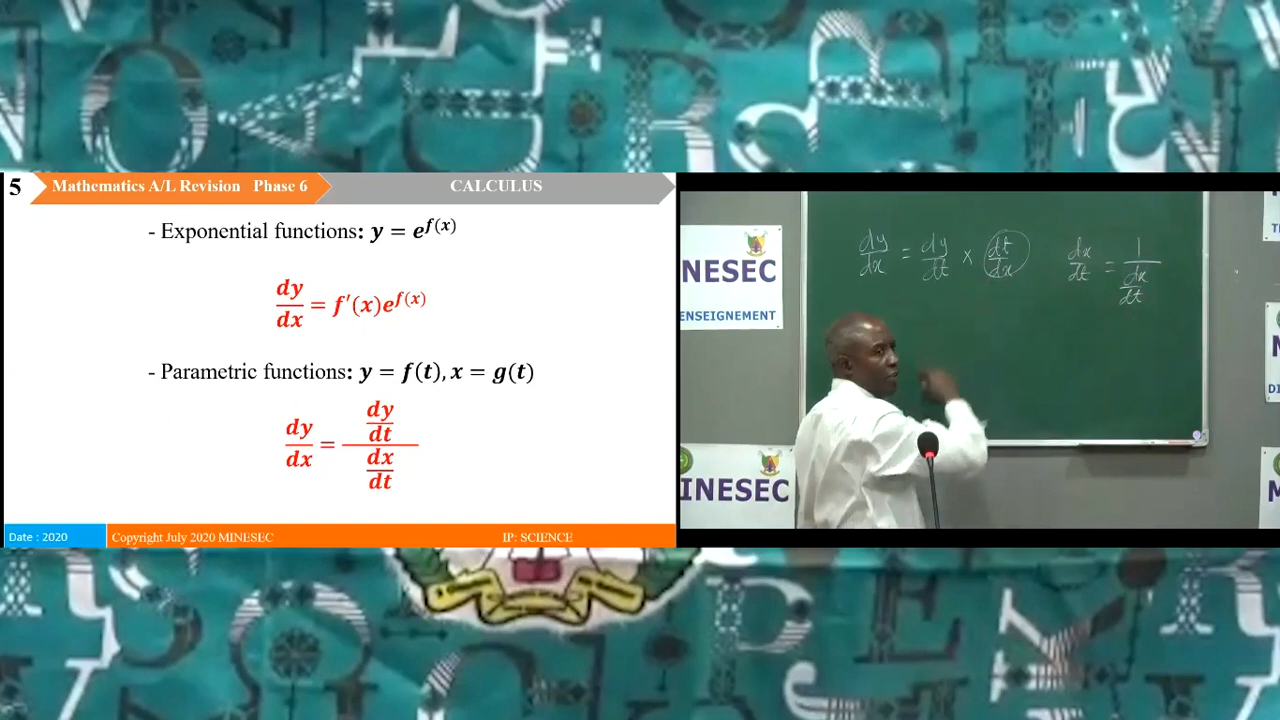 5 Mathematics A/L Revision Phase 6 CALCULUS
- Exponential functions: y = e^{f(x)}
dy/dx = f'(x)e^{f(x)}
- Parametric functions: y = f(t), x = g(t)
dy/dx = (dy/dt)/(dx/dt)
Date : 2020 Copyright July 2020 MINESEC IP: SCIENCE
dy/dx = dy/dt × dt/dx dx/dt = 1/(dx/dt)
NESEC
ENSEIGNEMENT
MINESEC